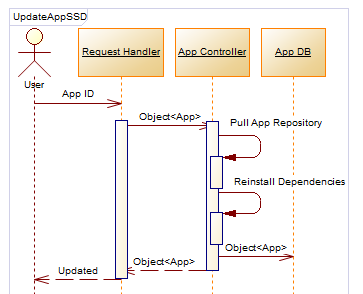 UpdateAppSSD
Request Handler
App Controller
App DB
User
App ID
Object<App>
Pull App Repository
Reinstall Dependencies
Object<App>
Object<App>
Updated